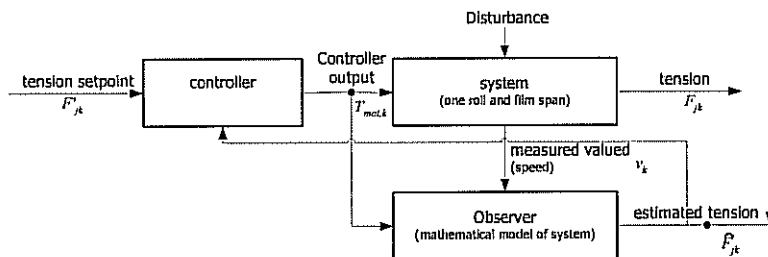 Disturbance
tension setpoint
F'jk
controller
Controller
output
Tmot,k
system
(one roll and film span)
tension
Fjk
measured valued
(speed)
vk
Observer
(mathematical model of system)
estimated tension
F̂jk